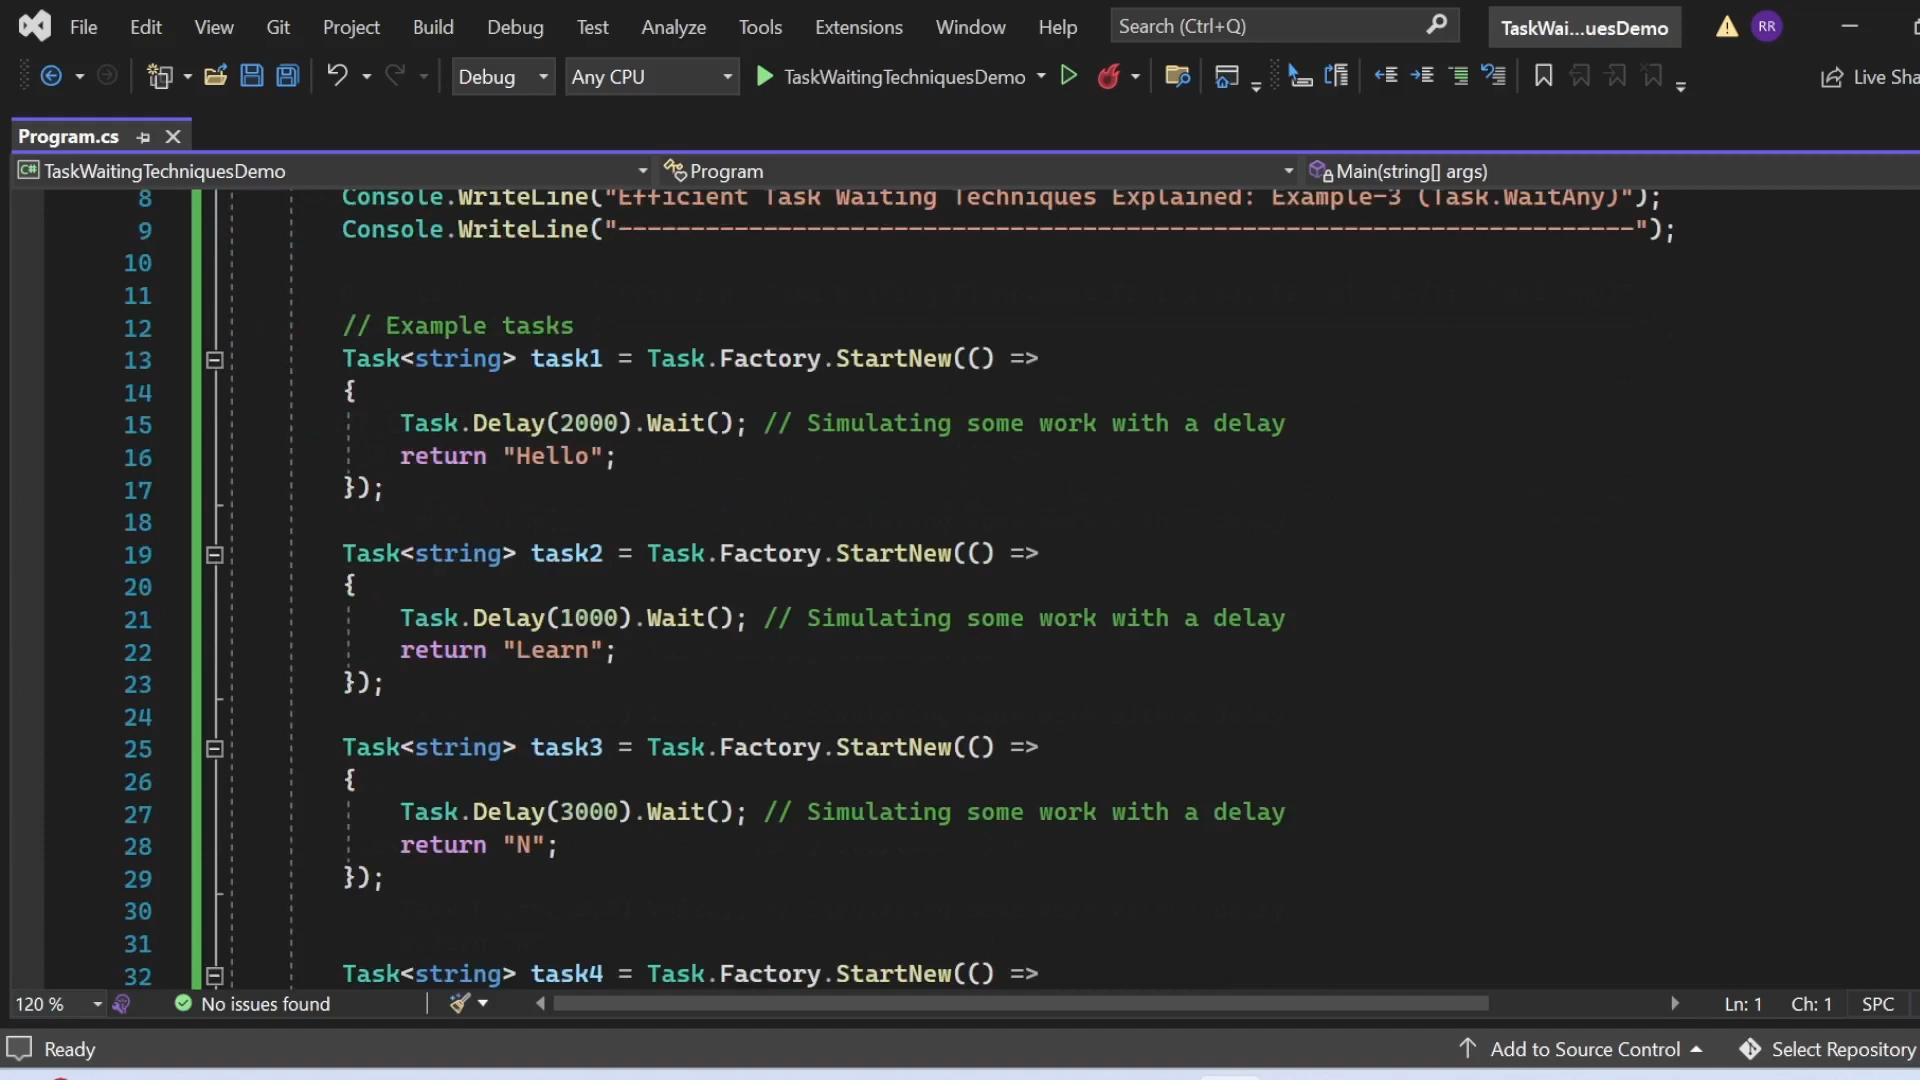 File Edit View Git Project Build Debug Test Analyze Tools Extensions Window Help Search (Ctrl+Q) TaskWai...uesDemo RR
Debug Any CPU TaskWaitingTechniquesDemo Live Sha
Program.cs
C# TaskWaitingTechniquesDemo Program Main(string[] args)
8 Console.WriteLine("Efficient Task Waiting Techniques Explained: Example-3 (Task.WaitAny)");
9 Console.WriteLine("----------------------------------------------------------------------");
10
11
12 // Example tasks
13 Task<string> task1 = Task.Factory.StartNew(() =>
14 {
15 Task.Delay(2000).Wait(); // Simulating some work with a delay
16 return "Hello";
17 });
18
19 Task<string> task2 = Task.Factory.StartNew(() =>
20 {
21 Task.Delay(1000).Wait(); // Simulating some work with a delay
22 return "Learn";
23 });
24
25 Task<string> task3 = Task.Factory.StartNew(() =>
26 {
27 Task.Delay(3000).Wait(); // Simulating some work with a delay
28 return "N";
29 });
30
31
32 Task<string> task4 = Task.Factory.StartNew(() =>
120 % No issues found Ln: 1 Ch: 1 SPC
Ready Add to Source Control Select Repository